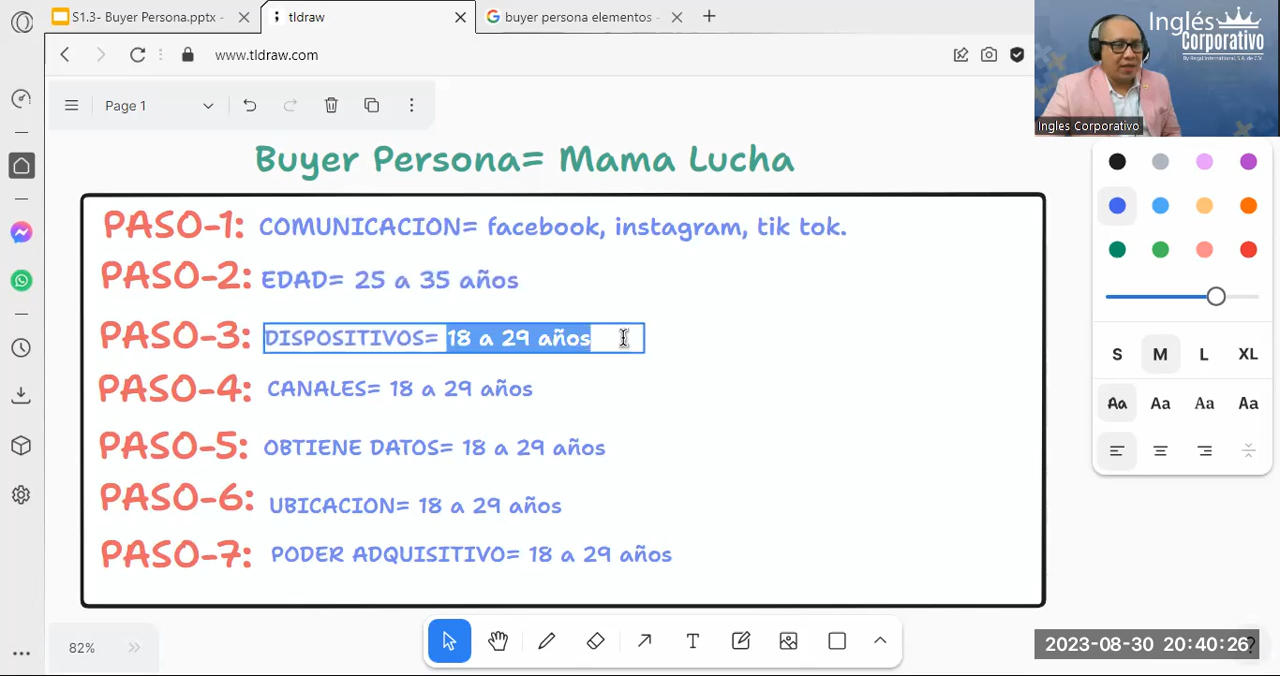 S1.3- Buyer Persona.pptx -
tldraw
buyer persona elementos -
www.tldraw.com
Page 1
Inglés
Corporativo
By Regal International, S.A. de C.V.
Ingles Corporativo
Buyer Persona= Mama Lucha
PASO-1: COMUNICACION= facebook, instagram, tik tok.
PASO-2: EDAD= 25 a 35 años
PASO-3: DISPOSITIVOS= 18 a 29 años
PASO-4: CANALES= 18 a 29 años
PASO-5: OBTIENE DATOS= 18 a 29 años
PASO-6: UBICACION= 18 a 29 años
PASO-7: PODER ADQUISITIVO= 18 a 29 años
S M L XL
Aa Aa Aa Aa
82%
2023-08-30 20:40:26